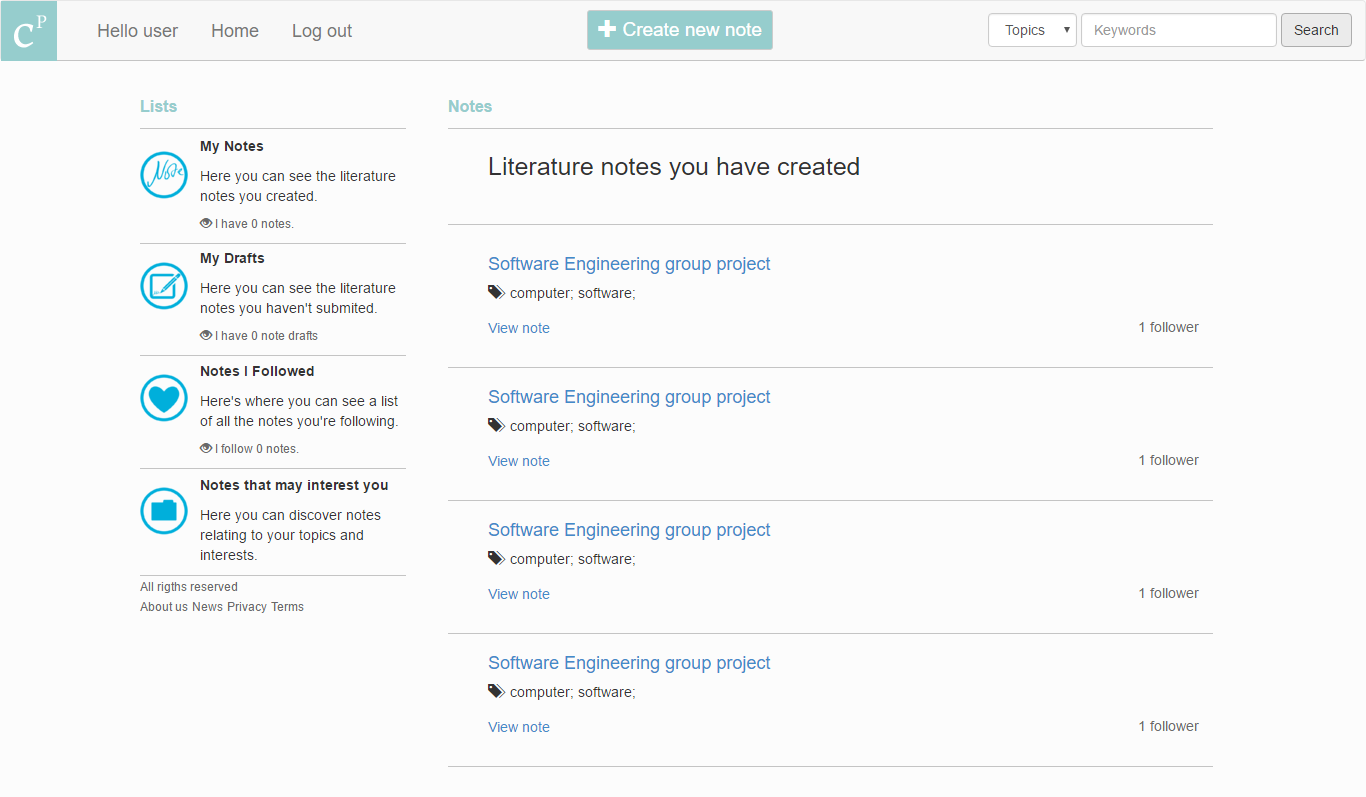 CP
Hello user
Home
Log out
Create new note
Topics
Keywords
Search
Lists
My Notes
Here you can see the literature
notes you created.
I have 0 notes.
My Drafts
Here you can see the literature
notes you haven't submited.
I have 0 note drafts
Notes I Followed
Here's where you can see a list
of all the notes you're following.
I follow 0 notes.
Notes that may interest you
Here you can discover notes
relating to your topics and
interests.
All rigths reserved
About us News Privacy Terms
Notes
Literature notes you have created
Software Engineering group project
computer; software;
View note
1 follower
Software Engineering group project
computer; software;
View note
1 follower
Software Engineering group project
computer; software;
View note
1 follower
Software Engineering group project
computer; software;
View note
1 follower